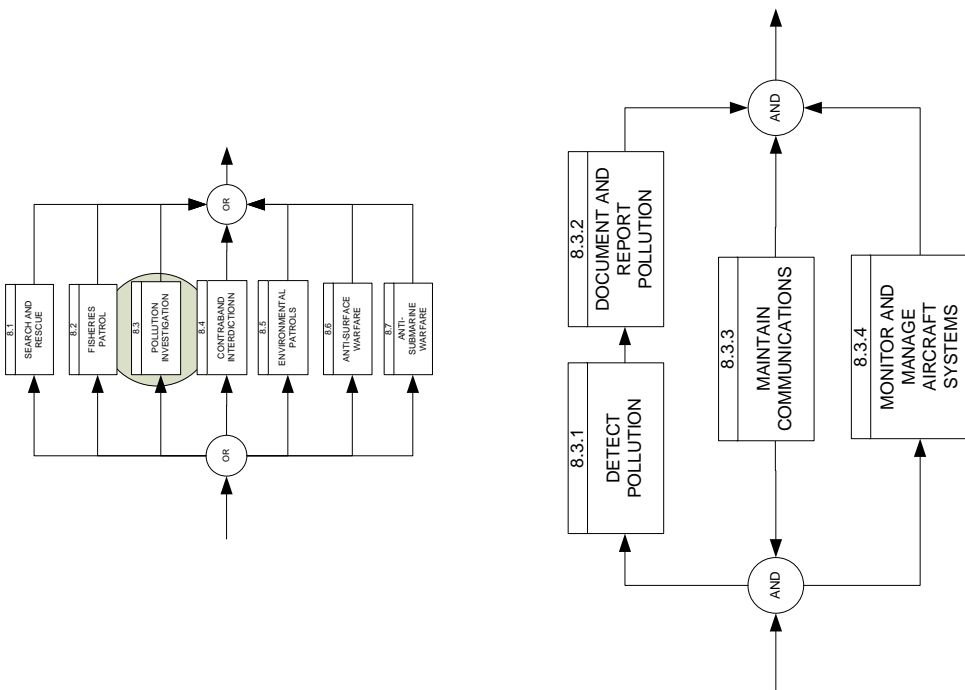 8.1
SEARCH AND
RESCUE
8.2
FISHERIES
PATROL
8.3
POLLUTION
INVESTIGATION
8.4
CONTRABAND
INTERDICTIONN
8.5
ENVIRONMENTAL
PATROLS
8.6
ANTI-SURFACE
WARFARE
8.7
ANTI-
SUBMARINE
WARFARE
OR
OR
8.3.1
DETECT
POLLUTION
8.3.2
DOCUMENT AND
REPORT
POLLUTION
8.3.3
MAINTAIN
COMMUNICATIONS
8.3.4
MONITOR AND
MANAGE
AIRCRAFT
SYSTEMS
AND
AND